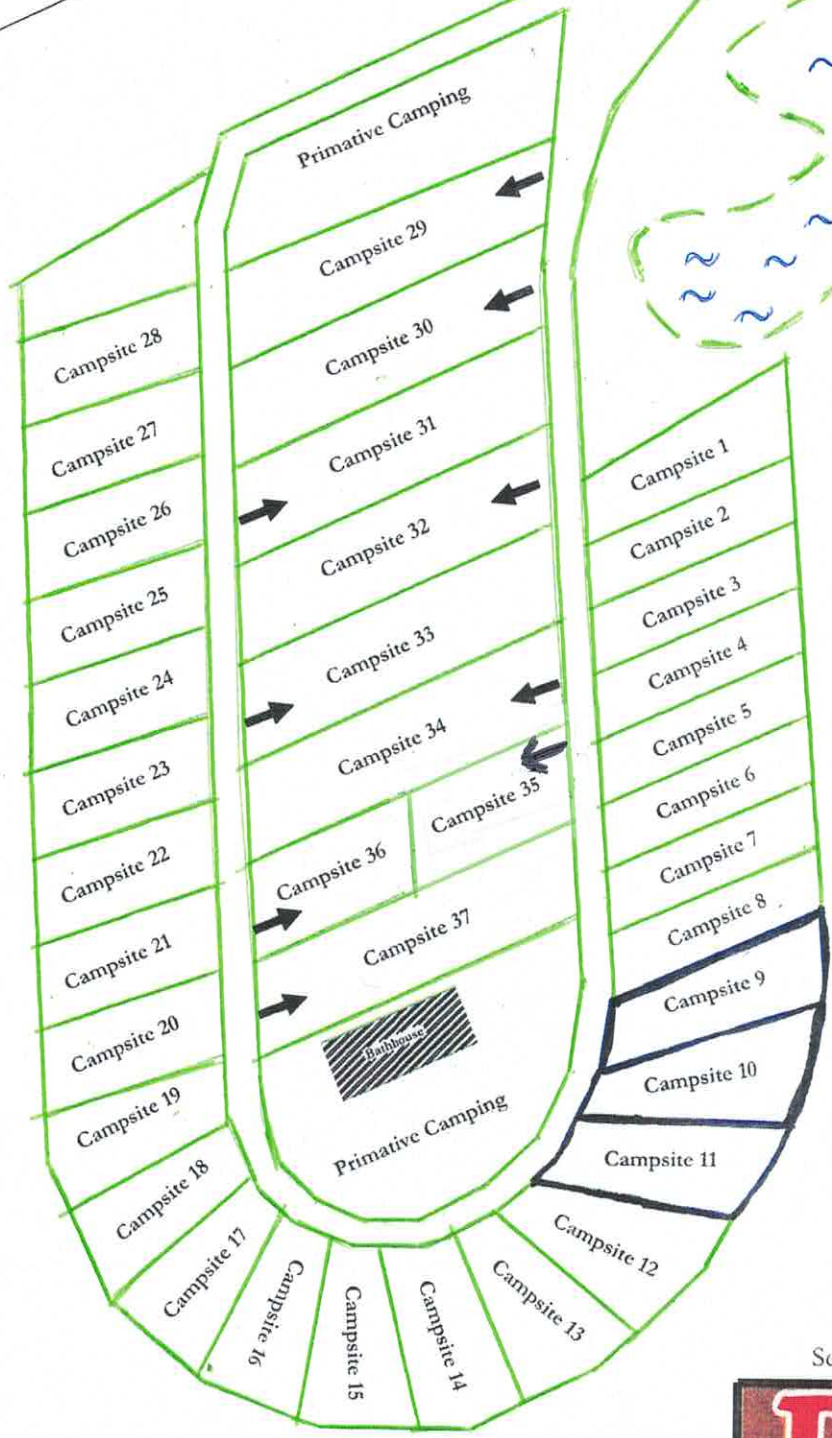 Primative Camping
Campsite 29
Campsite 30
Campsite 31
Campsite 32
Campsite 33
Campsite 34
Campsite 35
Campsite 36
Campsite 37
Bathhouse
Primative Camping
Campsite 28
Campsite 27
Campsite 26
Campsite 25
Campsite 24
Campsite 23
Campsite 22
Campsite 21
Campsite 20
Campsite 19
Campsite 18
Campsite 17
Campsite 16
Campsite 15
Campsite 14
Campsite 13
Campsite 12
Campsite 11
Campsite 10
Campsite 9
Campsite 8
Campsite 7
Campsite 6
Campsite 5
Campsite 4
Campsite 3
Campsite 2
Campsite 1